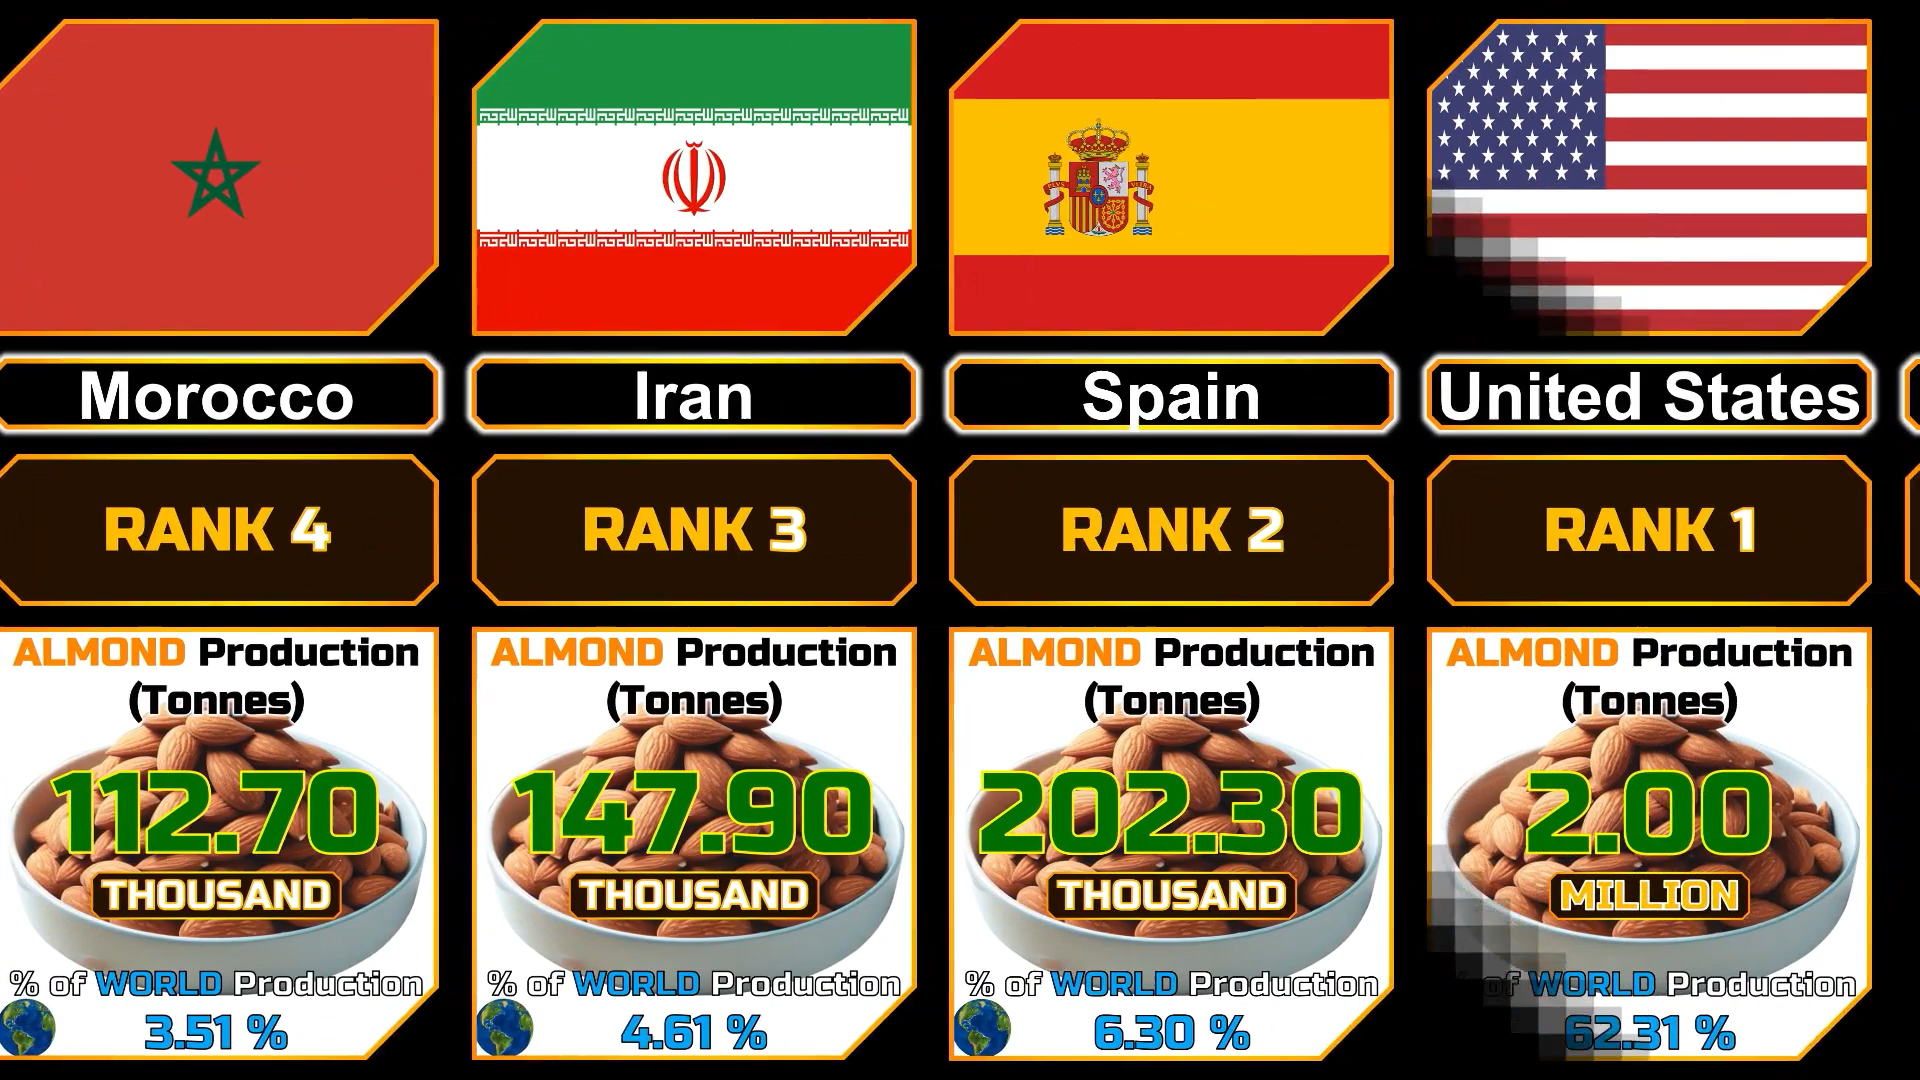 Morocco
RANK 4
ALMOND Production
(Tonnes)
112.70
THOUSAND
% of WORLD Production
3.51 %
Iran
RANK 3
ALMOND Production
(Tonnes)
147.90
THOUSAND
% of WORLD Production
4.61 %
Spain
RANK 2
ALMOND Production
(Tonnes)
202.30
THOUSAND
% of WORLD Production
6.30 %
United States
RANK 1
ALMOND Production
(Tonnes)
2.00
MILLION
of WORLD Production
62.31 %